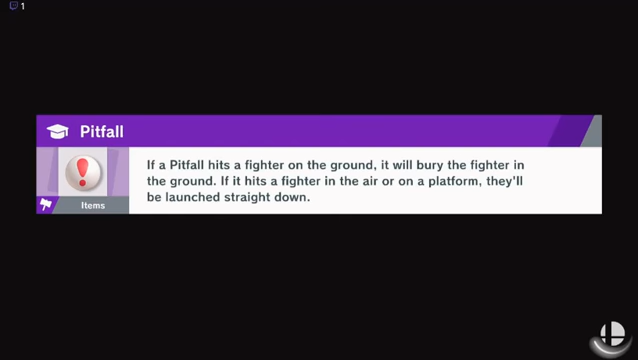 1
Pitfall
If a Pitfall hits a fighter on the ground, it will bury the fighter in
the ground. If it hits a fighter in the air or on a platform, they'll
be launched straight down.
Items